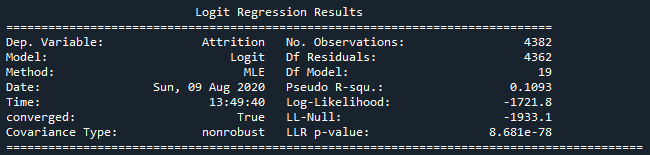 Logit Regression Results
==============================================================================
Dep. Variable: Attrition No. Observations: 4382
Model: Logit Df Residuals: 4362
Method: MLE Df Model: 19
Date: Sun, 09 Aug 2020 Pseudo R-squ.: 0.1093
Time: 13:49:40 Log-Likelihood: -1721.8
converged: True LL-Null: -1933.1
Covariance Type: nonrobust LLR p-value: 8.681e-78
===========================================================================================